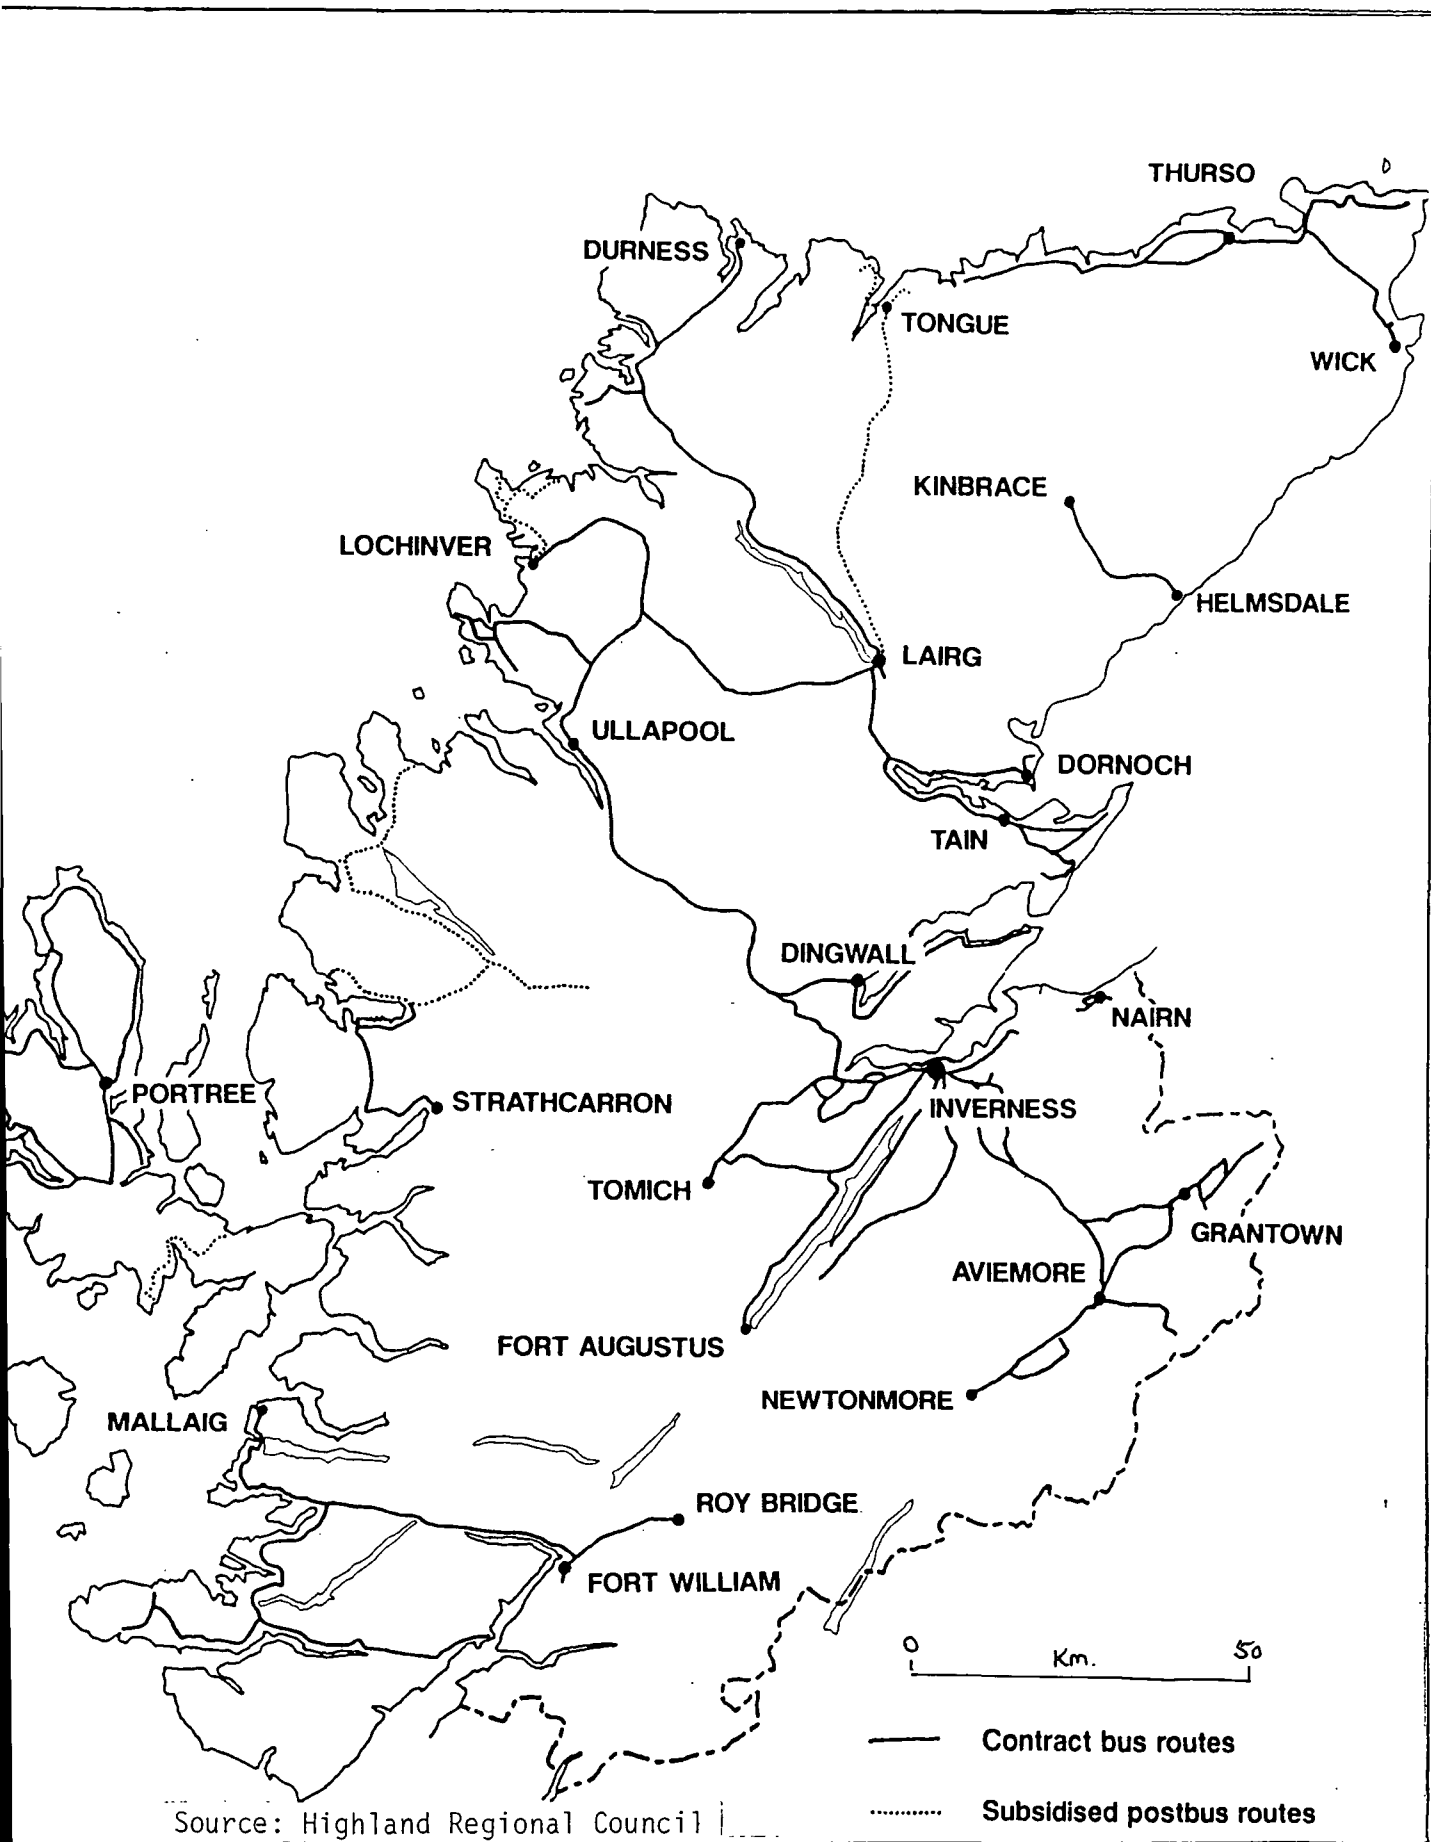 THURSO
DURNESS
TONGUE
WICK
KINBRACE
LOCHINVER
HELMSDALE
LAIRG
ULLAPOOL
DORNOCH
TAIN
DINGWALL
NAIRN
PORTREE
STRATHCARRON
INVERNESS
TOMICH
GRANTOWN
AVIEMORE
FORT AUGUSTUS
NEWTONMORE
MALLAIG
ROY BRIDGE
FORT WILLIAM
0 Km. 50
Contract bus routes
Subsidised postbus routes
Source: Highland Regional Council